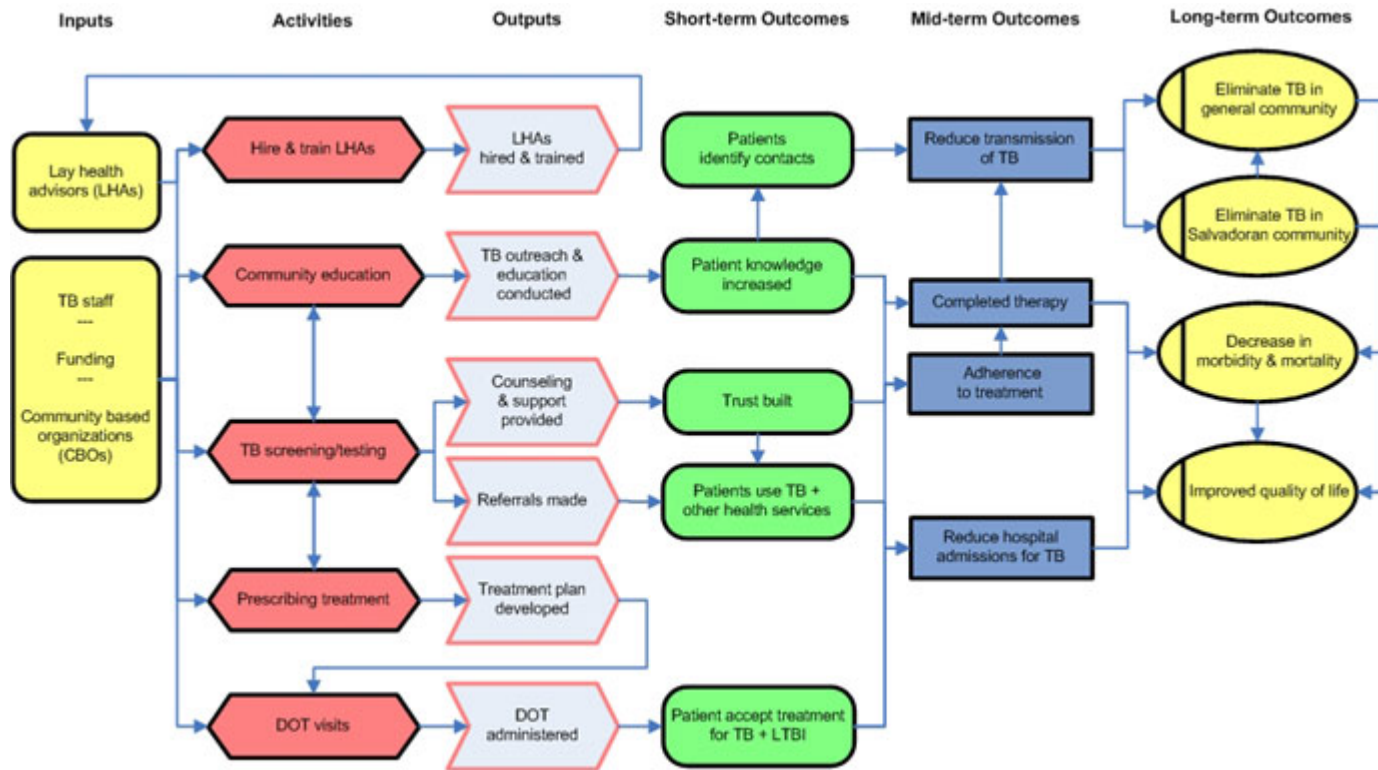 Inputs
Activities
Outputs
Short-term Outcomes
Mid-term Outcomes
Long-term Outcomes
Lay health
advisors (LHAs)
TB staff
---
Funding
---
Community based
organizations
(CBOs)
Hire & train LHAs
Community education
TB screening/testing
Prescribing treatment
DOT visits
LHAs
hired & trained
TB outreach &
education
conducted
Counseling
& support
provided
Referrals made
Treatment plan
developed
DOT
administered
Patients
identify contacts
Patient knowledge
increased
Trust built
Patients use TB +
other health services
Patient accept treatment
for TB + LTBI
Reduce transmission
of TB
Completed therapy
Adherence
to treatment
Reduce hospital
admissions for TB
Eliminate TB in
general community
Eliminate TB in
Salvadoran community
Decrease in
morbidity & mortality
Improved quality of life